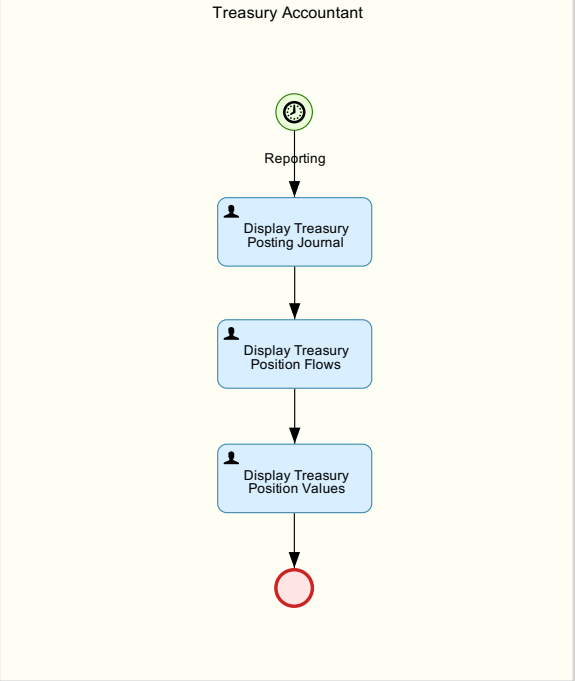 Treasury Accountant
Reporting
Display Treasury
Posting Journal
Display Treasury
Position Flows
Display Treasury
Position Values